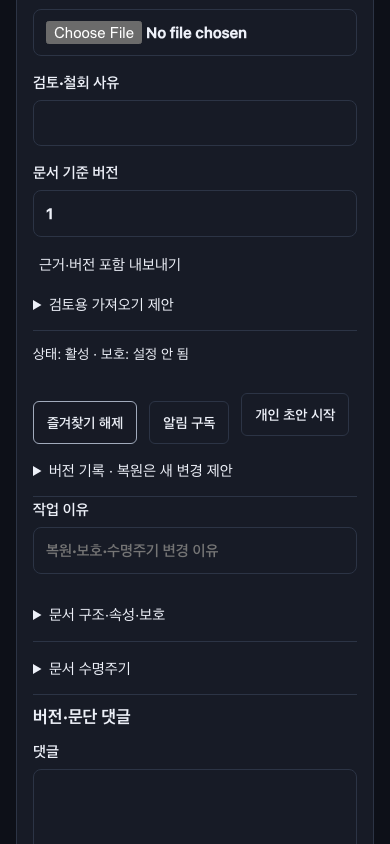 Choose File No file chosen
검토·철회 사유
문서 기준 버전
1
근거·버전 포함 내보내기
▶ 검토용 가져오기 제안
상태: 활성 · 보호: 설정 안 됨
즐겨찾기 해제 알림 구독 개인 초안 시작
▶ 버전 기록 · 복원은 새 변경 제안
작업 이유
복원·보호·수명주기 변경 이유
▶ 문서 구조·속성·보호
▶ 문서 수명주기
버전·문단 댓글
댓글